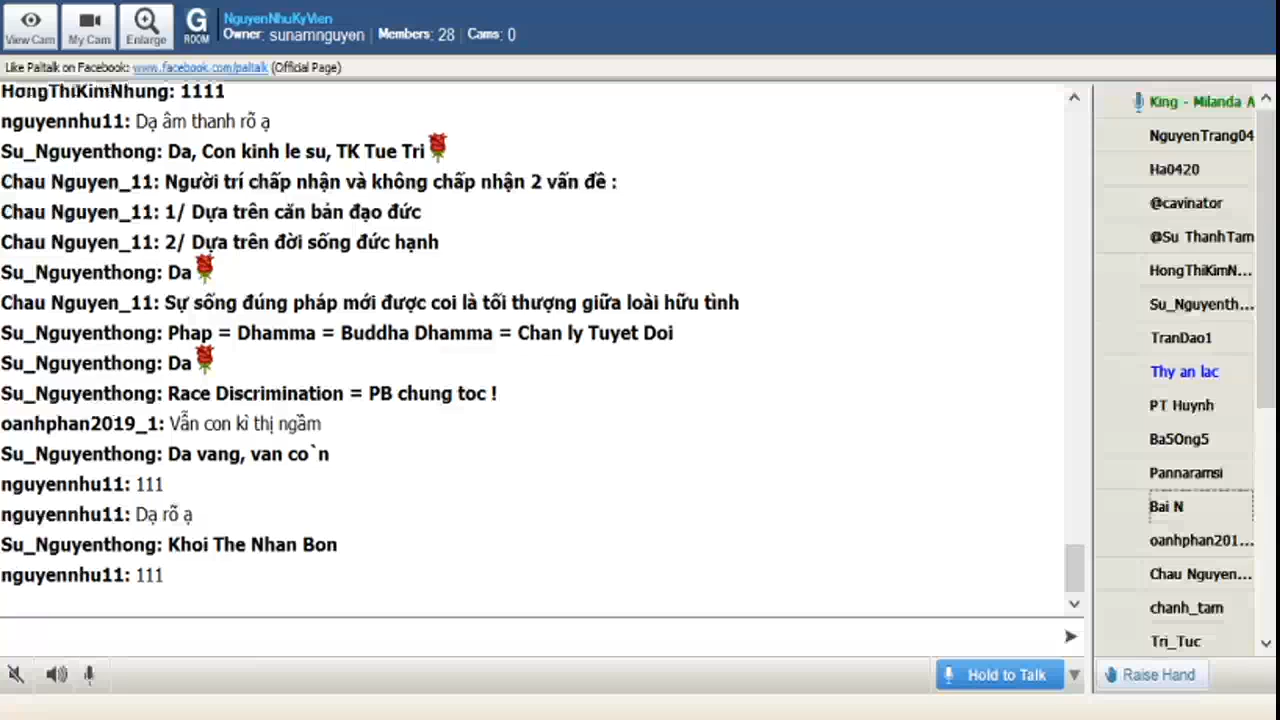 View Cam
My Cam
Enlarge
G
ROOM
NguyenNhuKyVien
Owner: sunamnguyen | Members: 28 | Cams: 0
Like Paltalk on Facebook: www.facebook.com/paltalk (Official Page)
HongThiKimNhung: 1111
nguyennhu11: Dạ âm thanh rõ ạ
Su_Nguyenthong: Da, Con kinh le su, TK Tue Tri
Chau Nguyen_11: Người trí chấp nhận và không chấp nhận 2 vấn đề :
Chau Nguyen_11: 1/ Dựa trên căn bản đạo đức
Chau Nguyen_11: 2/ Dựa trên đời sống đức hạnh
Su_Nguyenthong: Da
Chau Nguyen_11: Sự sống đúng pháp mới được coi là tối thượng giữa loài hữu tình
Su_Nguyenthong: Phap = Dhamma = Buddha Dhamma = Chan ly Tuyet Doi
Su_Nguyenthong: Da
Su_Nguyenthong: Race Discrimination = PB chung toc !
oanhphan2019_1: Vẫn con kì thị ngầm
Su_Nguyenthong: Da vang, van co`n
nguyennhu11: 111
nguyennhu11: Dạ rõ ạ
Su_Nguyenthong: Khoi The Nhan Bon
nguyennhu11: 111
King - Milanda A
NguyenTrang04
Ha0420
@cavinator
@Su ThanhTam
HongThiKimN...
Su_Nguyenth...
TranDao1
Thy an lac
PT Huynh
Ba5Ong5
Pannaramsi
Bai N
oanhphan201...
Chau Nguyen...
chanh_tam
Tri_Tuc
Hold to Talk
Raise Hand